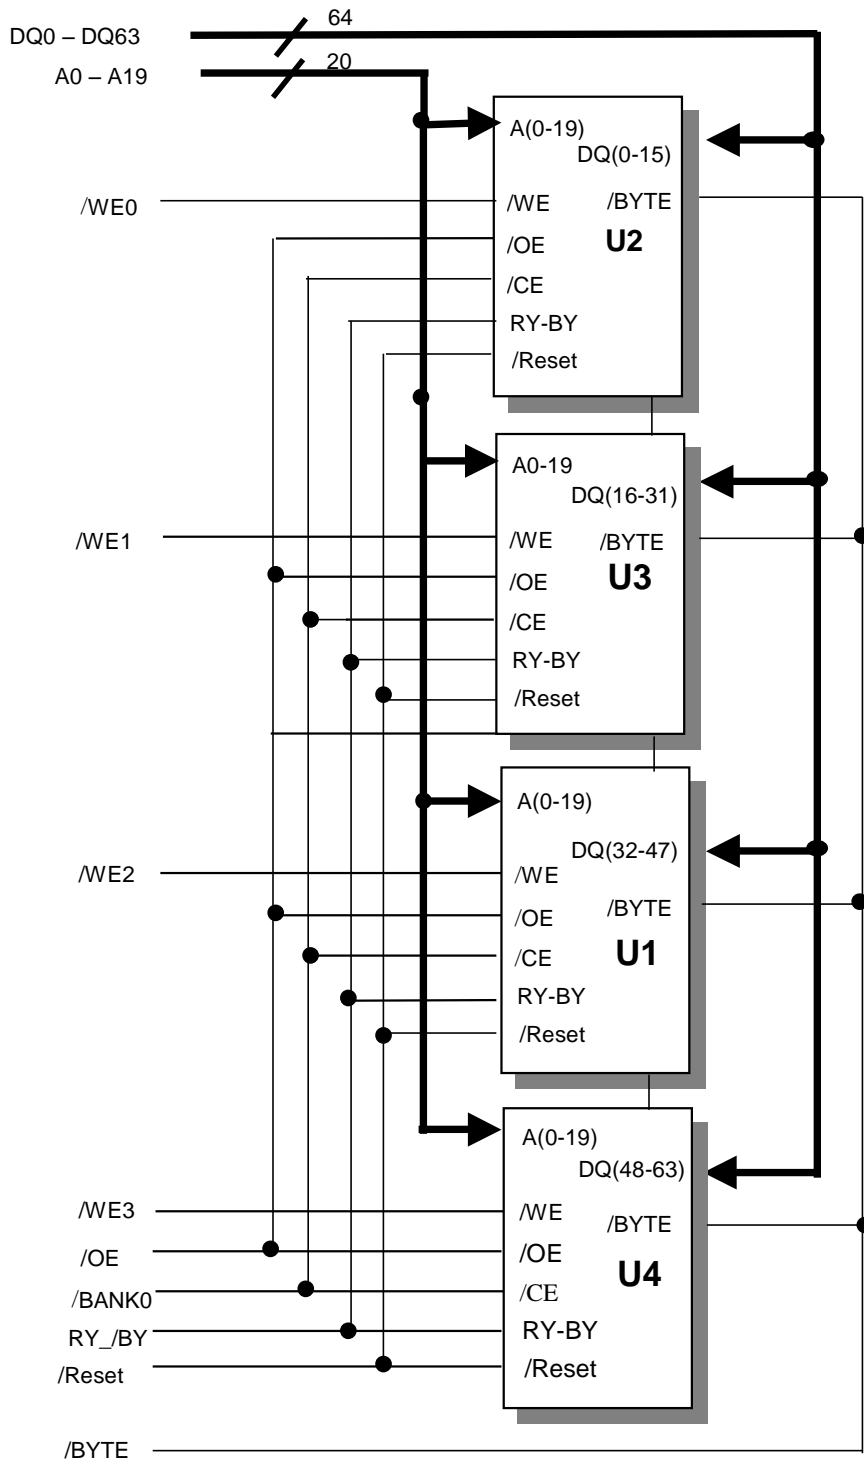 64
DQ0 – DQ63
20
A0 – A19
A(0-19)
DQ(0-15)
/WE0
/WE
/BYTE
U2
/OE
/CE
RY-BY
/Reset
A0-19
DQ(16-31)
/WE1
/WE
/BYTE
U3
/OE
/CE
RY-BY
/Reset
A(0-19)
DQ(32-47)
/WE2
/WE
/BYTE
/OE
U1
/CE
RY-BY
/Reset
A(0-19)
DQ(48-63)
/WE3
/WE
/BYTE
/OE
/OE
U4
/BANK0
/CE
RY_/BY
RY-BY
/Reset
/Reset
/BYTE